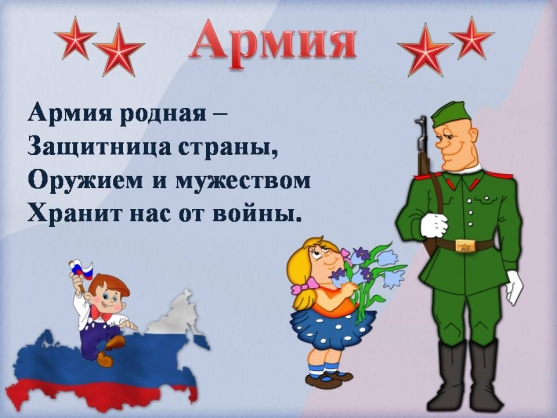 Армия
Армия родная –
Защитница страны,
Оружием и мужеством
Хранит нас от войны.